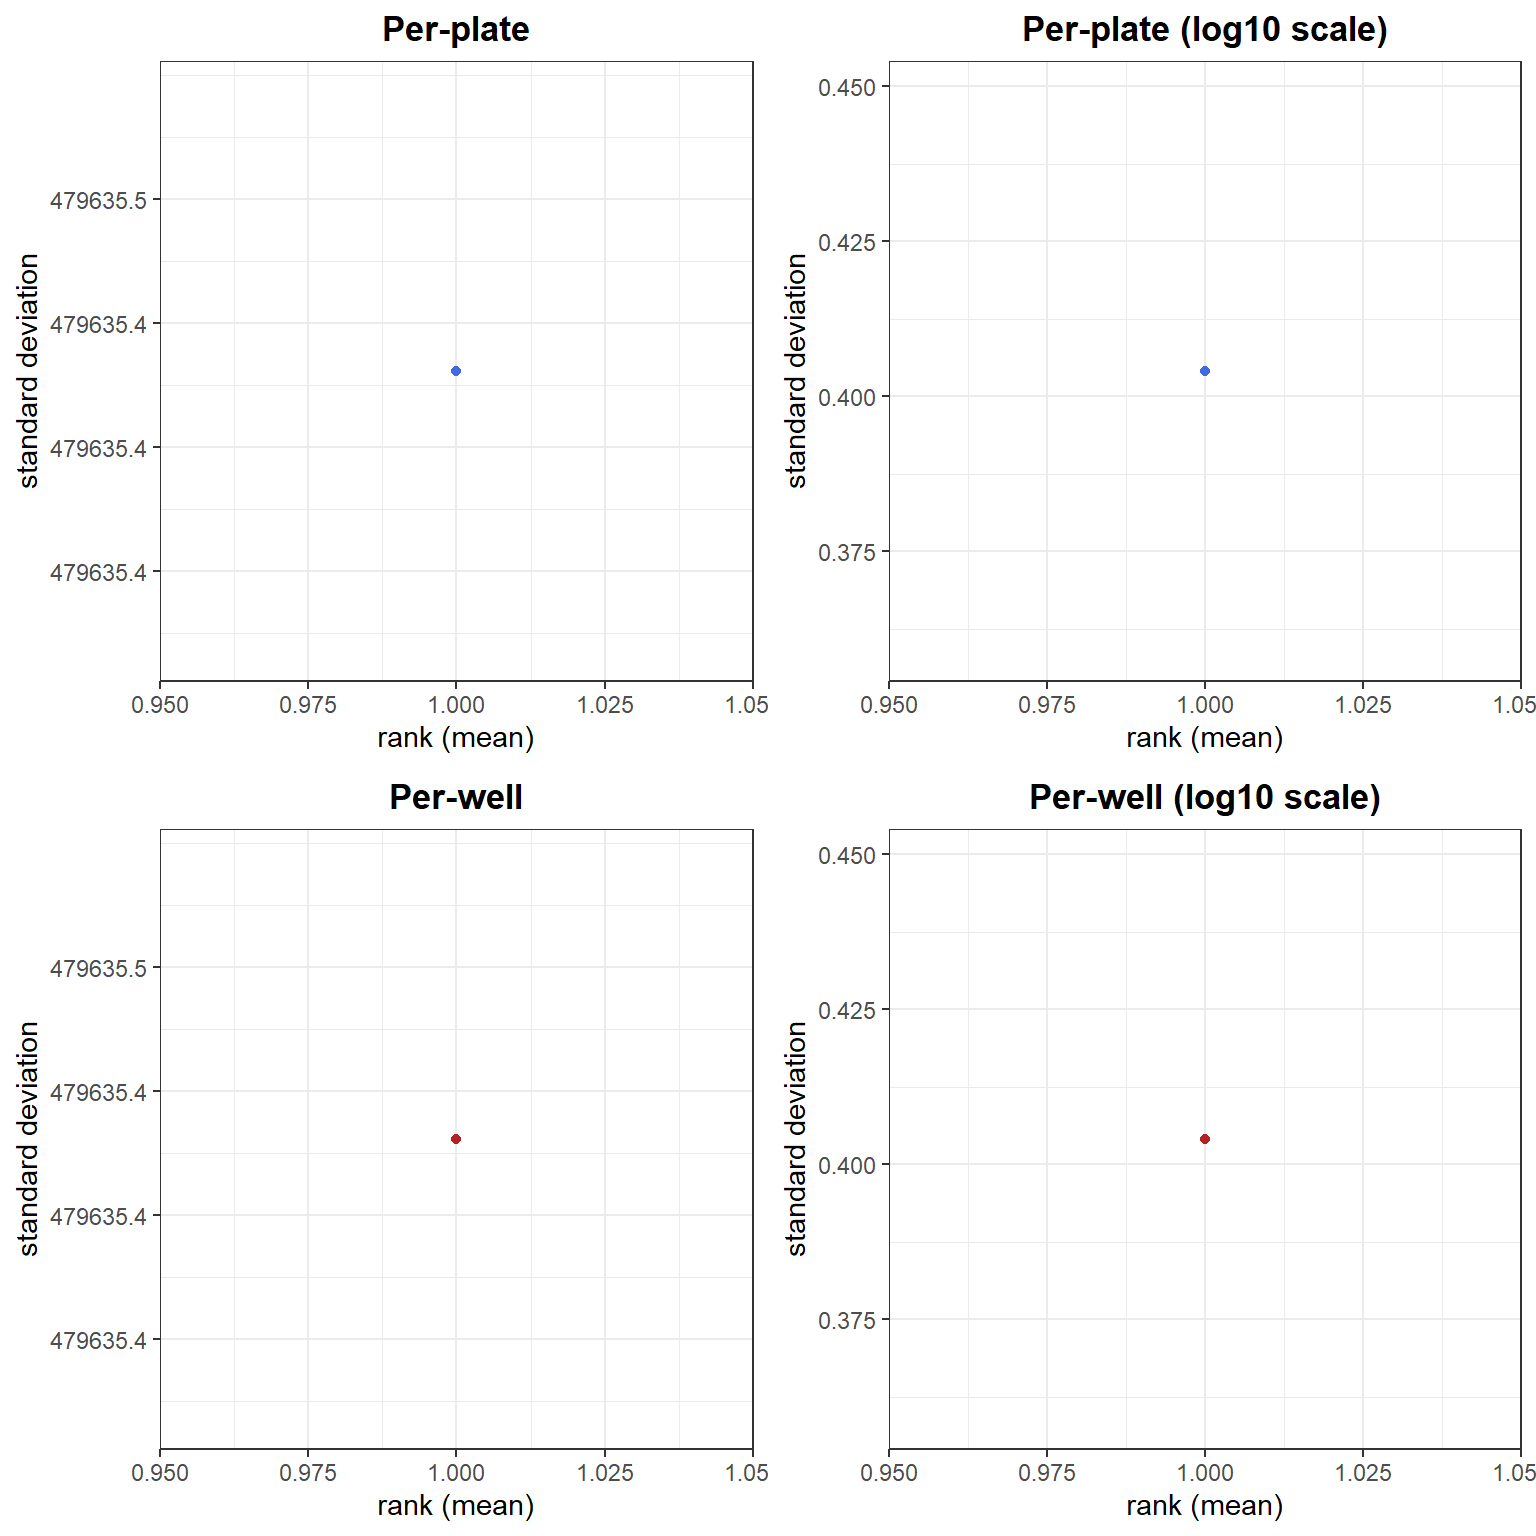 Per-plate
standard deviation
479635.5
479635.4
479635.4
479635.4
0.950 0.975 1.000 1.025 1.05
rank (mean)
Per-plate (log10 scale)
standard deviation
0.450
0.425
0.400
0.375
0.950 0.975 1.000 1.025 1.05
rank (mean)
Per-well
standard deviation
479635.5
479635.4
479635.4
479635.4
0.950 0.975 1.000 1.025 1.05
rank (mean)
Per-well (log10 scale)
standard deviation
0.450
0.425
0.400
0.375
0.950 0.975 1.000 1.025 1.05
rank (mean)